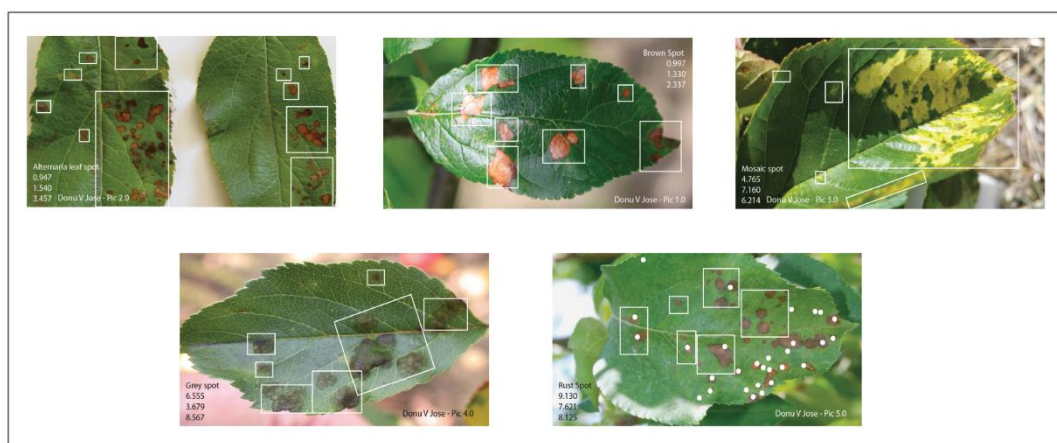 Alternaria leaf spot
0.947
1.540
3.457
Donu V Jose - Pic 2.0
Brown Spot
0.997
1.330
2.337
Donu V Jose - Pic 1.0
Mosaic spot
4.765
7.160
6.214
Donu V Jose - Pic 3.0
Grey spot
6.555
3.679
8.567
Donu V Jose - Pic 4.0
Rust Spot
9.130
7.621
8.125
Donu V Jose - Pic 5.0